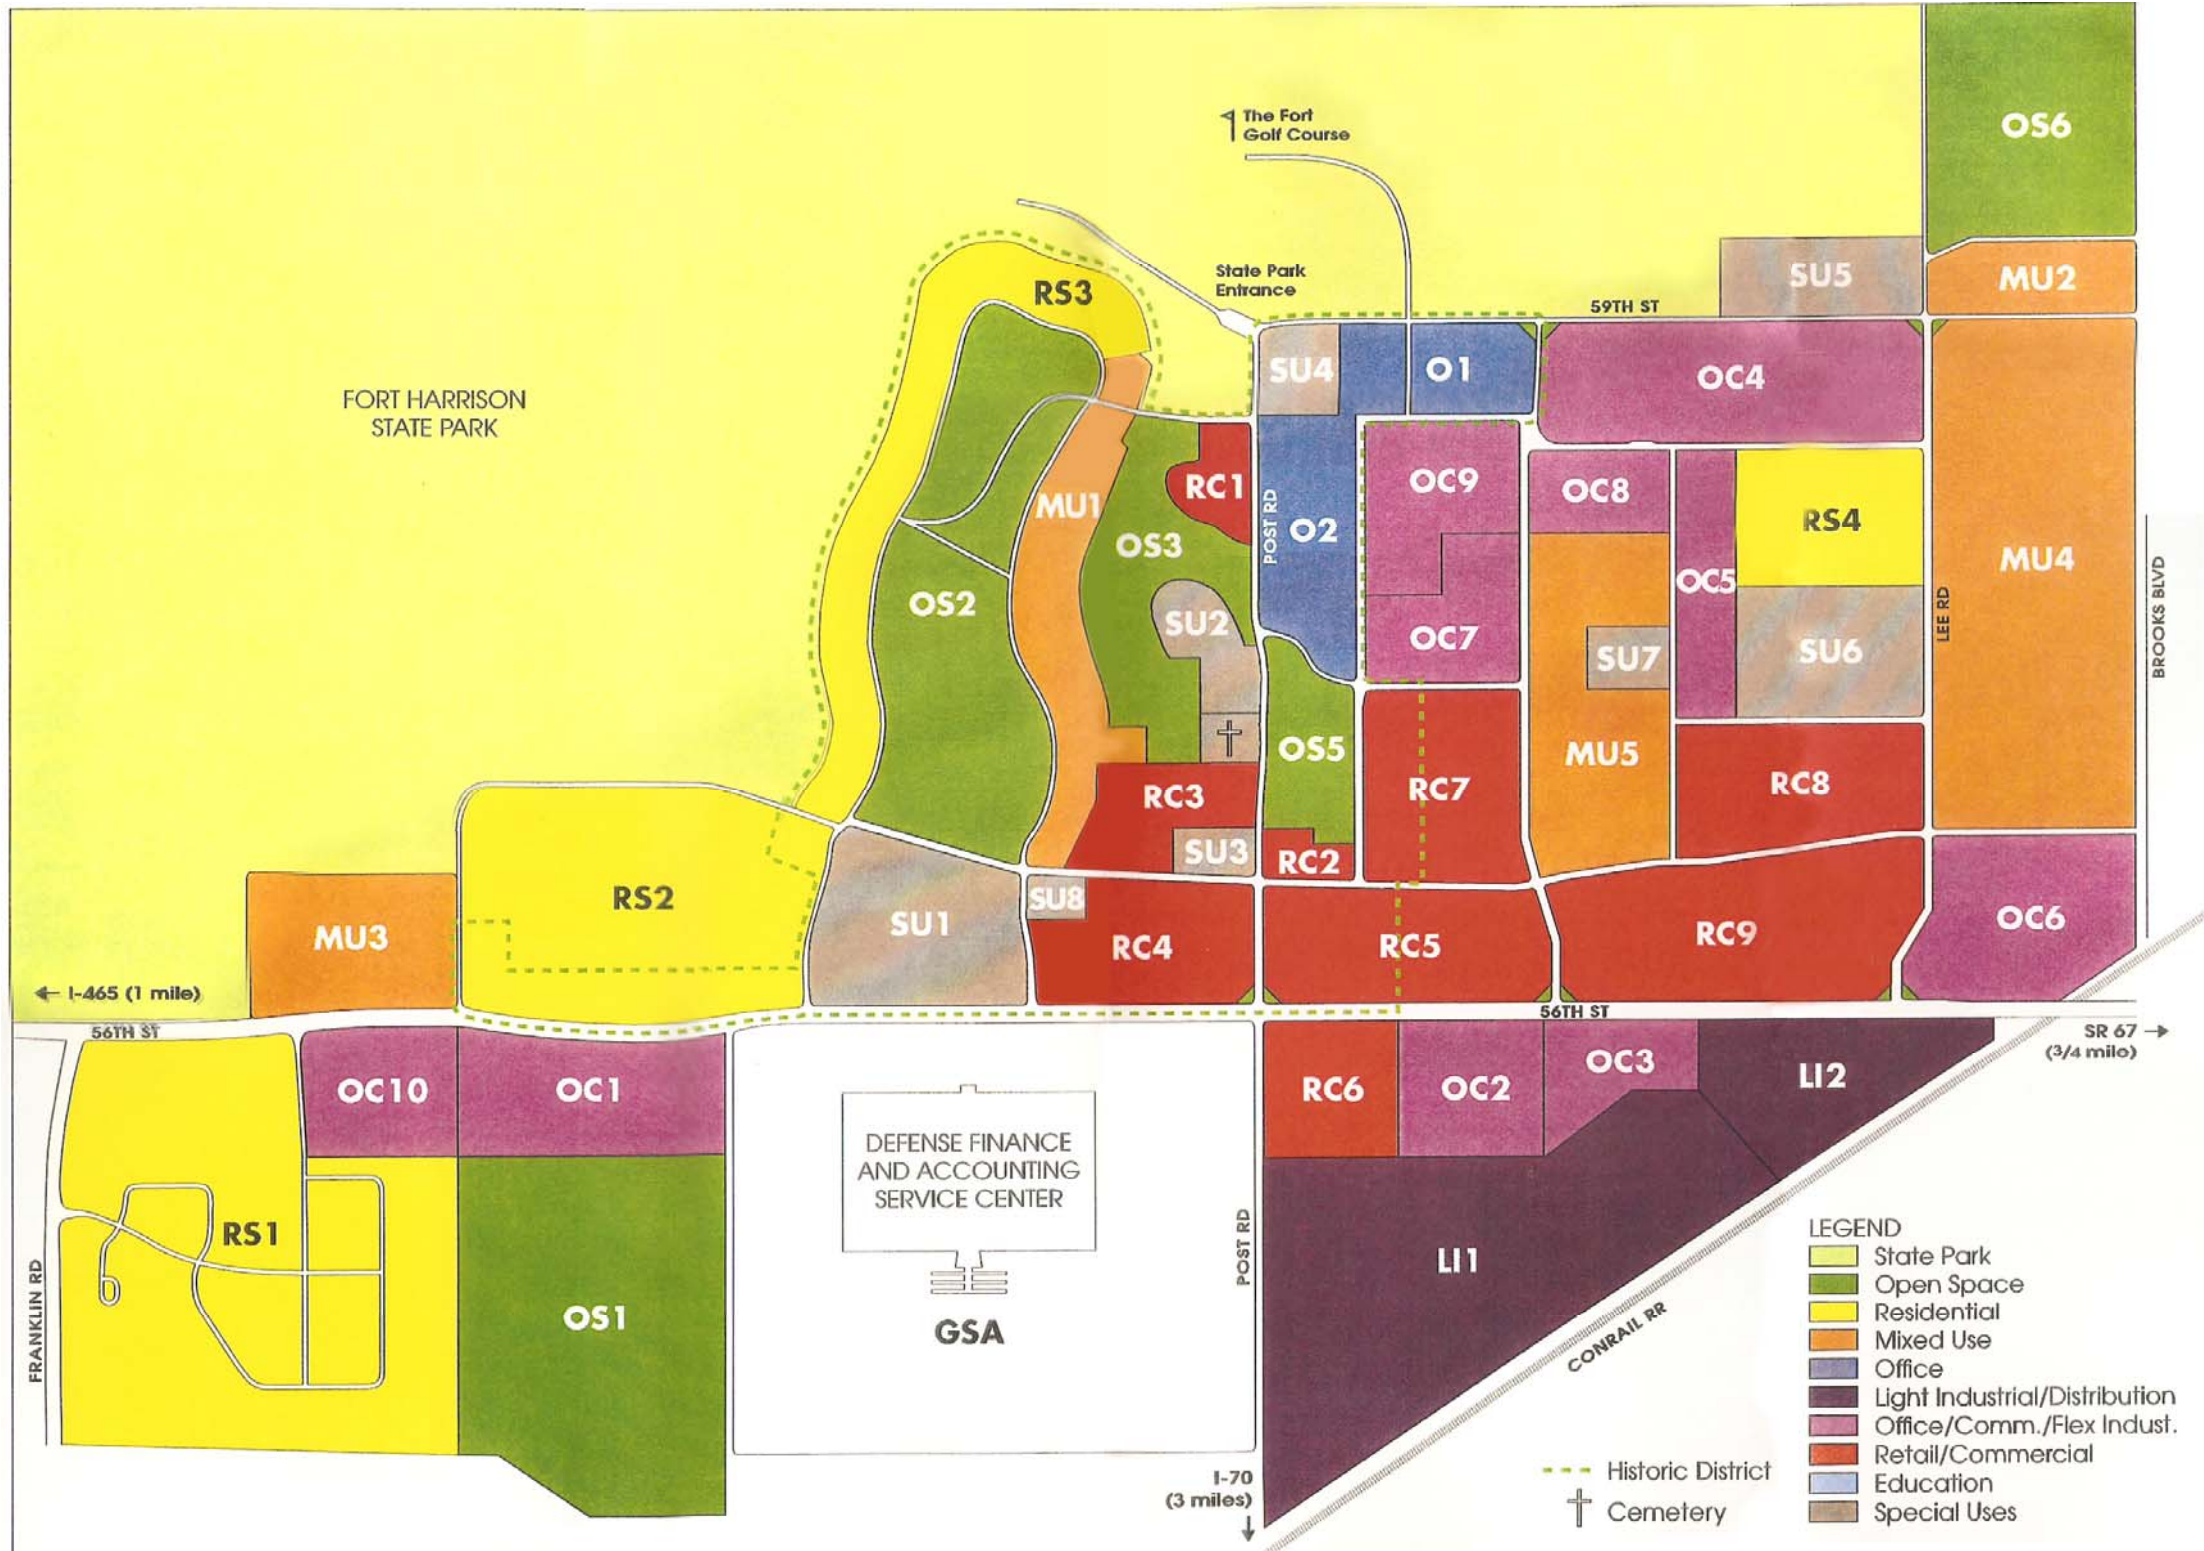 OS6
The Fort
Golf Course
State Park
Entrance
RS3
59TH ST
SU5
MU2
FORT HARRISON
STATE PARK
SU4
O1
OC4
MU1
OS3
RC1
POST RD
O2
OC9
OC8
RS4
MU4
OS2
SU2
OC7
SU7
OC5
SU6
LEE RD
BROOKS BLVD
OS5
RC3
RC7
MU5
RC8
SU3
RC2
RS2
MU3
SU1
SU8
RC4
RC5
RC9
OC6
I-465 (1 mile)
56TH ST
56TH ST
SR 67
(3/4 mile)
OC10
OC1
RC6
OC2
OC3
LI2
DEFENSE FINANCE
AND ACCOUNTING
SERVICE CENTER
RS1
OS1
GSA
FRANKLIN RD
POST RD
LI1
CONRAIL RR
I-70
(3 miles)
Historic District
Cemetery
LEGEND
State Park
Open Space
Residential
Mixed Use
Office
Light Industrial/Distribution
Office/Comm./Flex Indust.
Retail/Commercial
Education
Special Uses